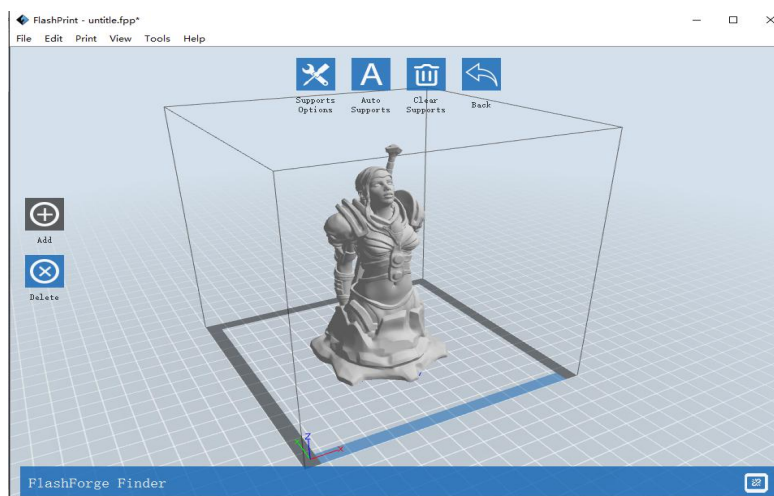 FlashPrint - untitle.fpp*
File Edit Print View Tools Help
Supports Options
Auto Supports
Clear Supports
Back
Add
Delete
Z
FlashForge Finder